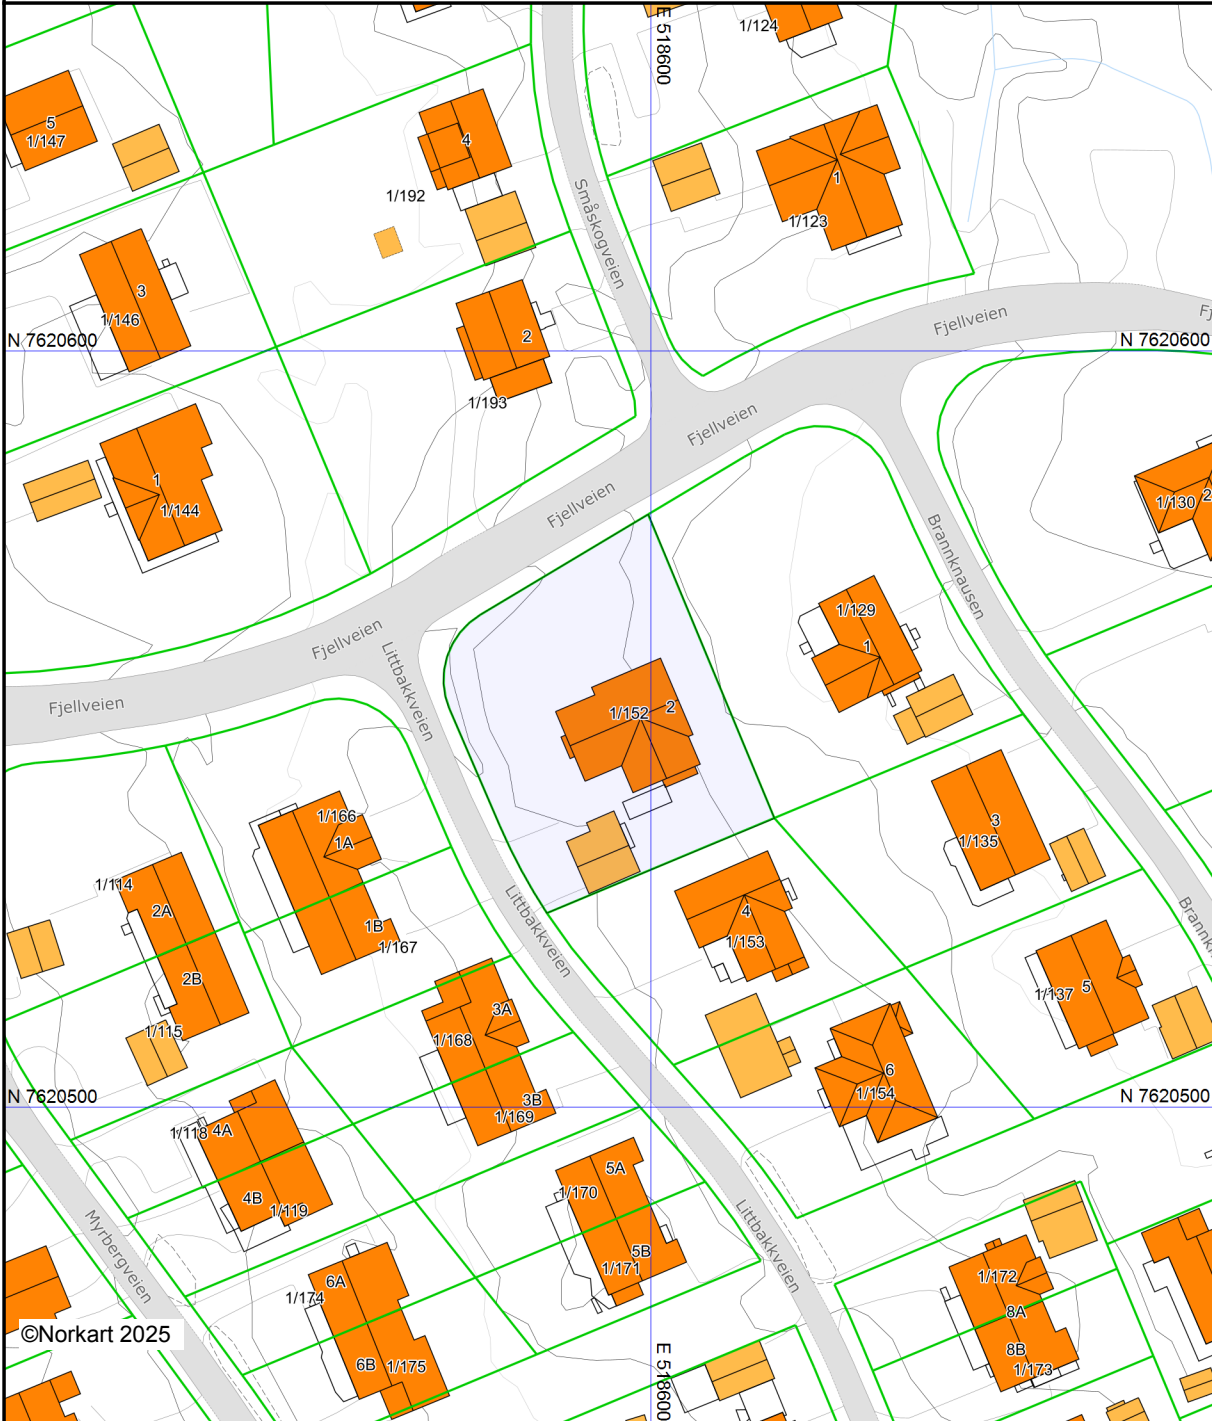 E 518600
1/124
5
1/147
4
1/192
1
1/123
Småskogveien
3
1/146
2
Fjellveien
Fj
N 7620600
N 7620600
1/193
Fjellveien
1
1/144
Fjellveien
1/130
2
Brannknausen
1/129
1
Fjellveien
Littbakkveien
Fjellveien
1/152
2
1/166
1A
3
1/135
1/114
2A
1B
1/167
Littbakkveien
4
1/153
Brannkn
2B
1/115
3A
1/168
5
1/137
6
1/154
N 7620500
N 7620500
3B
1/169
1/118
4A
4B
1/119
5A
1/170
5B
1/171
Littbakkveien
Myrbergveien
6A
1/174
1/172
8A
8B
1/173
©Norkart 2025
6B
1/175
E 518600